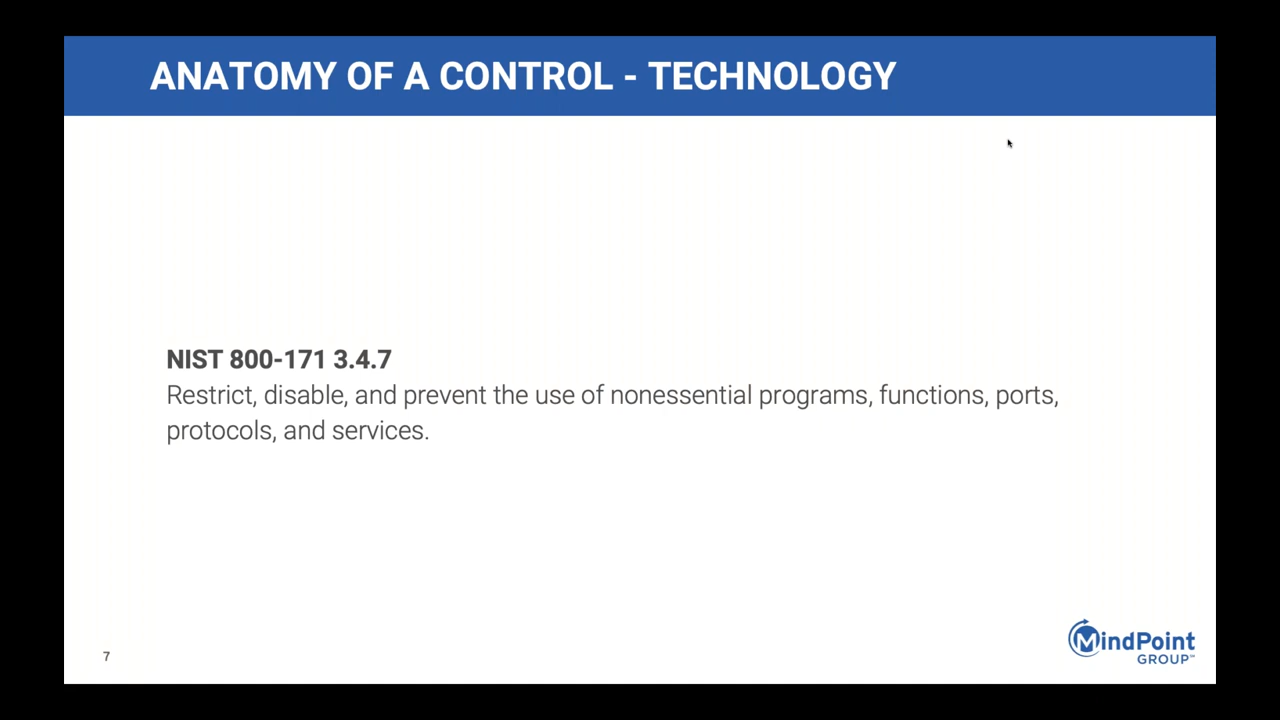 ANATOMY OF A CONTROL - TECHNOLOGY
NIST 800-171 3.4.7
Restrict, disable, and prevent the use of nonessential programs, functions, ports,
protocols, and services.
7
MindPoint
GROUP℠